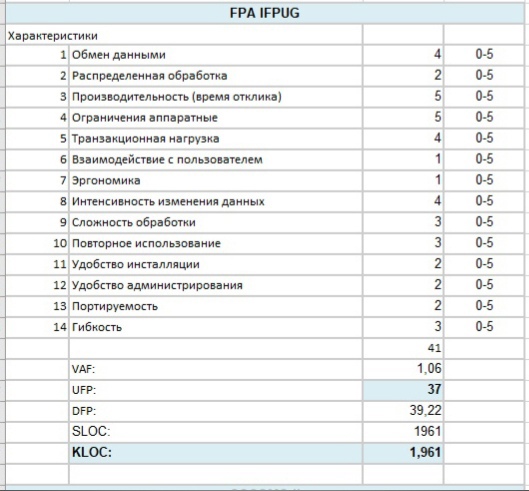 FPA IFPUG
Характеристики
1 Обмен данными 4 0-5
2 Распределенная обработка 2 0-5
3 Производительность (время отклика) 5 0-5
4 Ограничения аппаратные 5 0-5
5 Транзакционная нагрузка 4 0-5
6 Взаимодействие с пользователем 1 0-5
7 Эргономика 1 0-5
8 Интенсивность изменения данных 4 0-5
9 Сложность обработки 3 0-5
10 Повторное использование 3 0-5
11 Удобство инсталляции 2 0-5
12 Удобство администрирования 2 0-5
13 Портируемость 2 0-5
14 Гибкость 3 0-5
41
VAF: 1,06
UFP: 37
DFP: 39,22
SLOC: 1961
KLOC: 1,961